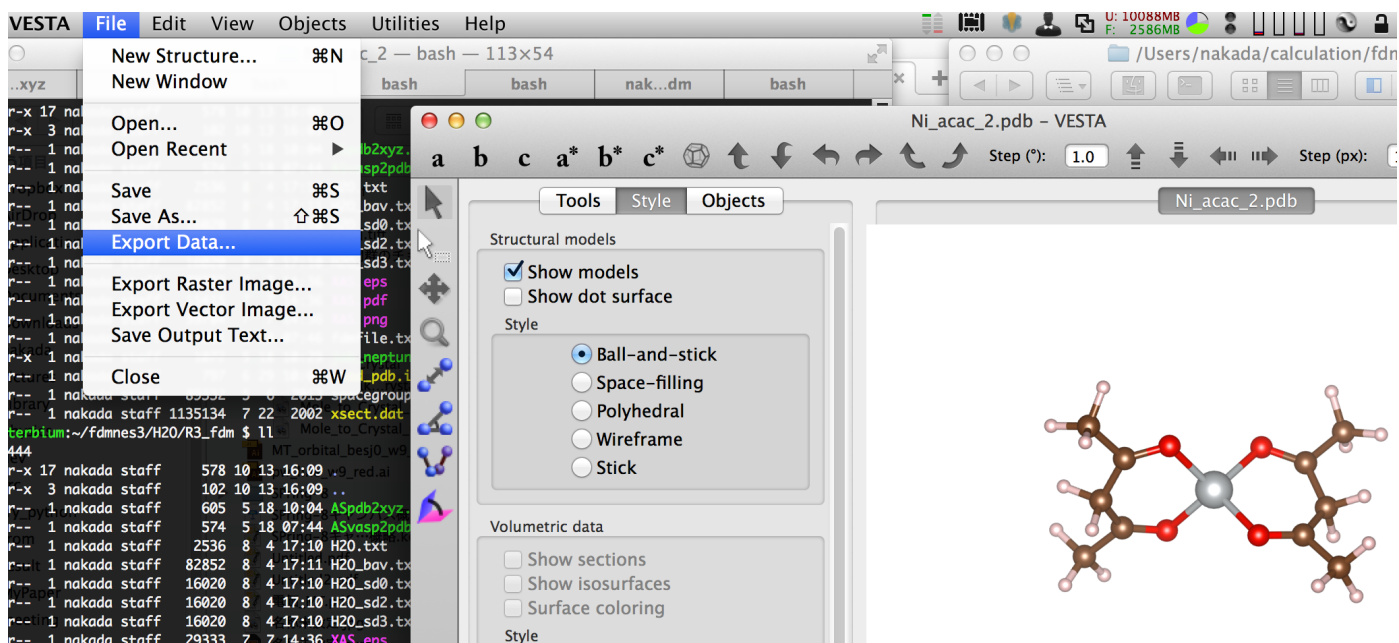 VESTA File Edit View Objects Utilities Help
U: 10088MB
F: 2586MB
New Structure... ⌘N
New Window
Open... ⌘O
Open Recent ▶
Save ⌘S
Save As... ⇧⌘S
Export Data...
Export Raster Image...
Export Vector Image...
Save Output Text...
Close ⌘W
c_2 — bash — 113×54
..xyz bash bash nak...dm bash
/Users/nakada/calculation/fdm
Ni_acac_2.pdb – VESTA
a b c a* b* c* Step (°): 1.0 Step (px):
Tools Style Objects
Ni_acac_2.pdb
Structural models
Show models
Show dot surface
Style
Ball-and-stick
Space-filling
Polyhedral
Wireframe
Stick
Volumetric data
Show sections
Show isosurfaces
Surface coloring
Style
r-- 1 nakada staff 1135134 7 22 2002 xsect.dat
terbium:~/fdmnes3/H2O/R3_fdm $ ll
444
r-x 17 nakada staff 578 10 13 16:09 .
r-x 3 nakada staff 102 10 13 16:09 ..
r-- 1 nakada staff 605 5 18 10:04 ASpdb2xyz.
r-- 1 nakada staff 574 5 18 07:44 ASvasp2pdb
r-- 1 nakada staff 2536 8 4 17:10 H2O.txt
r-- 1 nakada staff 82852 8 4 17:11 H2O_bav.tx
r-- 1 nakada staff 16020 8 4 17:10 H2O_sd0.tx
r-- 1 nakada staff 16020 8 4 17:10 H2O_sd2.tx
r-- 1 nakada staff 16020 8 4 17:10 H2O_sd3.tx
r-- 1 nakada staff 29333 7 7 14:36 XAS.eps